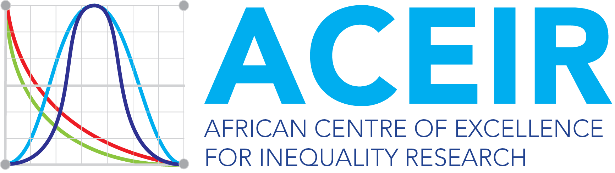 ACEIR
AFRICAN CENTRE OF EXCELLENCE
FOR INEQUALITY RESEARCH